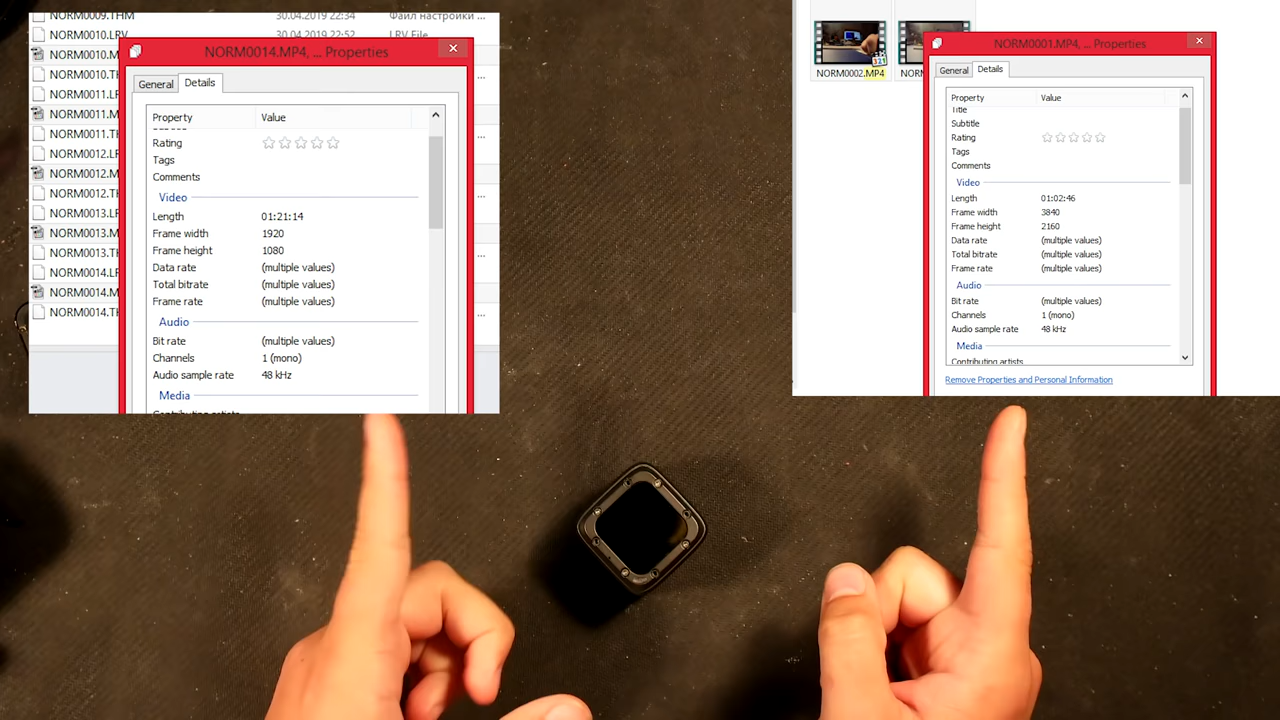 NORM0009.THM 30.04.2019 22:34 Файл настройки ...
NORM0010.LRV 30.04.2019 22:52 LRV File
NORM0010.M
NORM0010.TH
NORM0011.LR
NORM0011.M
NORM0011.TH
NORM0012.LR
NORM0012.M
NORM0012.TH
NORM0013.LR
NORM0013.M
NORM0013.TH
NORM0014.LR
NORM0014.M
NORM0014.TH
NORM0014.MP4, ... Properties
General Details
Property Value
Rating
Tags
Comments
Video
Length 01:21:14
Frame width 1920
Frame height 1080
Data rate (multiple values)
Total bitrate (multiple values)
Frame rate (multiple values)
Audio
Bit rate (multiple values)
Channels 1 (mono)
Audio sample rate 48 kHz
Media
Contributing artists
NORM0002.MP4 NORM
NORM0001.MP4, ... Properties
General Details
Property Value
Title
Subtitle
Rating
Tags
Comments
Video
Length 01:02:46
Frame width 3840
Frame height 2160
Data rate (multiple values)
Total bitrate (multiple values)
Frame rate (multiple values)
Audio
Bit rate (multiple values)
Channels 1 (mono)
Audio sample rate 48 kHz
Media
Contributing artists
Remove Properties and Personal Information